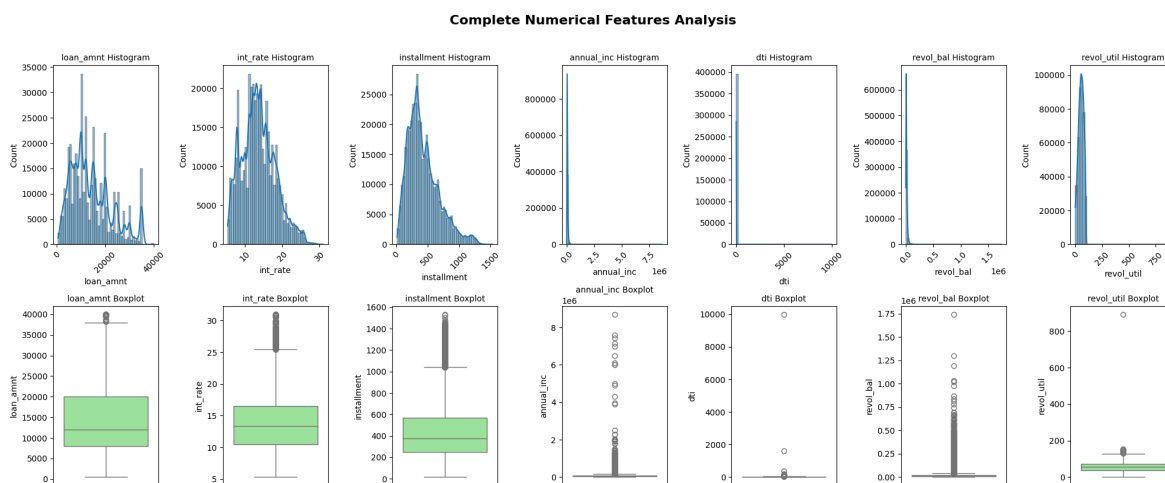 Complete Numerical Features Analysis
loan_amnt Histogram
35000
30000
25000
20000
15000
10000
5000
0
Count
0
20000
40000
loan_amnt
int_rate Histogram
20000
15000
10000
5000
0
Count
10
20
30
int_rate
installment Histogram
25000
20000
15000
10000
5000
0
Count
0
500
1000
1500
installment
annual_inc Histogram
800000
600000
400000
200000
0
Count
0.0
2.5
5.0
7.5
1e6
annual_inc
dti Histogram
400000
350000
300000
250000
200000
150000
100000
50000
0
Count
0
5000
10000
dti
revol_bal Histogram
600000
500000
400000
300000
200000
100000
0
Count
0.0
0.5
1.0
1.5
1e6
revol_bal
revol_util Histogram
100000
80000
60000
40000
20000
0
Count
0
250
500
750
revol_util
loan_amnt Boxplot
40000
35000
30000
25000
20000
15000
10000
5000
0
loan_amnt
int_rate Boxplot
30
25
20
15
10
5
int_rate
installment Boxplot
1600
1400
1200
1000
800
600
400
200
0
installment
annual_inc Boxplot
1e6
8
6
4
2
0
annual_inc
dti Boxplot
10000
8000
6000
4000
2000
0
dti
revol_bal Boxplot
1e6
1.75
1.50
1.25
1.00
0.75
0.50
0.25
0.00
revol_bal
revol_util Boxplot
800
600
400
200
0
revol_util